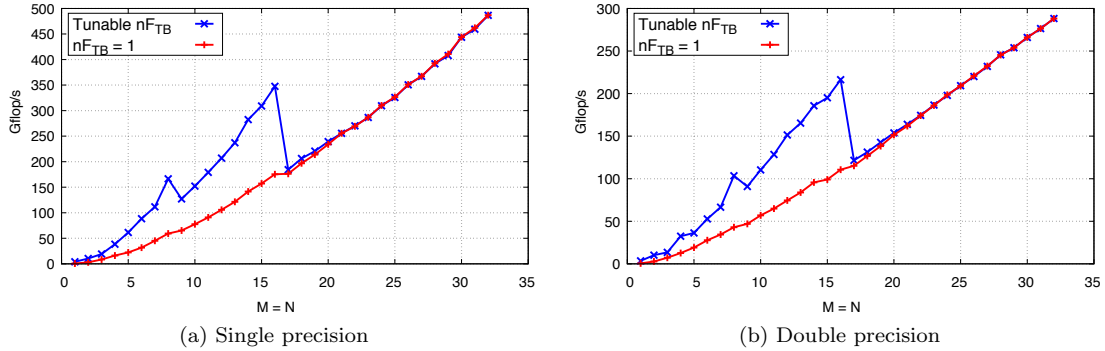 500
450
400
350
300
250
200
150
100
50
0
Gflop/s
Tunable nF_TB
nF_TB = 1
0 5 10 15 20 25 30 35
M = N
(a) Single precision
300
250
200
150
100
50
0
Gflop/s
Tunable nF_TB
nF_TB = 1
0 5 10 15 20 25 30 35
M = N
(b) Double precision